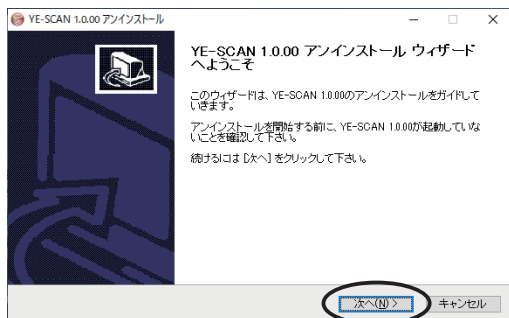 YE-SCAN 1.0.00 アンインストール
YE-SCAN 1.0.00 アンインストール ウィザード
へようこそ
このウィザードは、YE-SCAN 1.0.00のアンインストールをガイドして
いきます。
アンインストールを開始する前に、YE-SCAN 1.0.00が起動していな
いことを確認して下さい。
続けるには [次へ] をクリックして下さい。
次へ(N) >
キャンセル